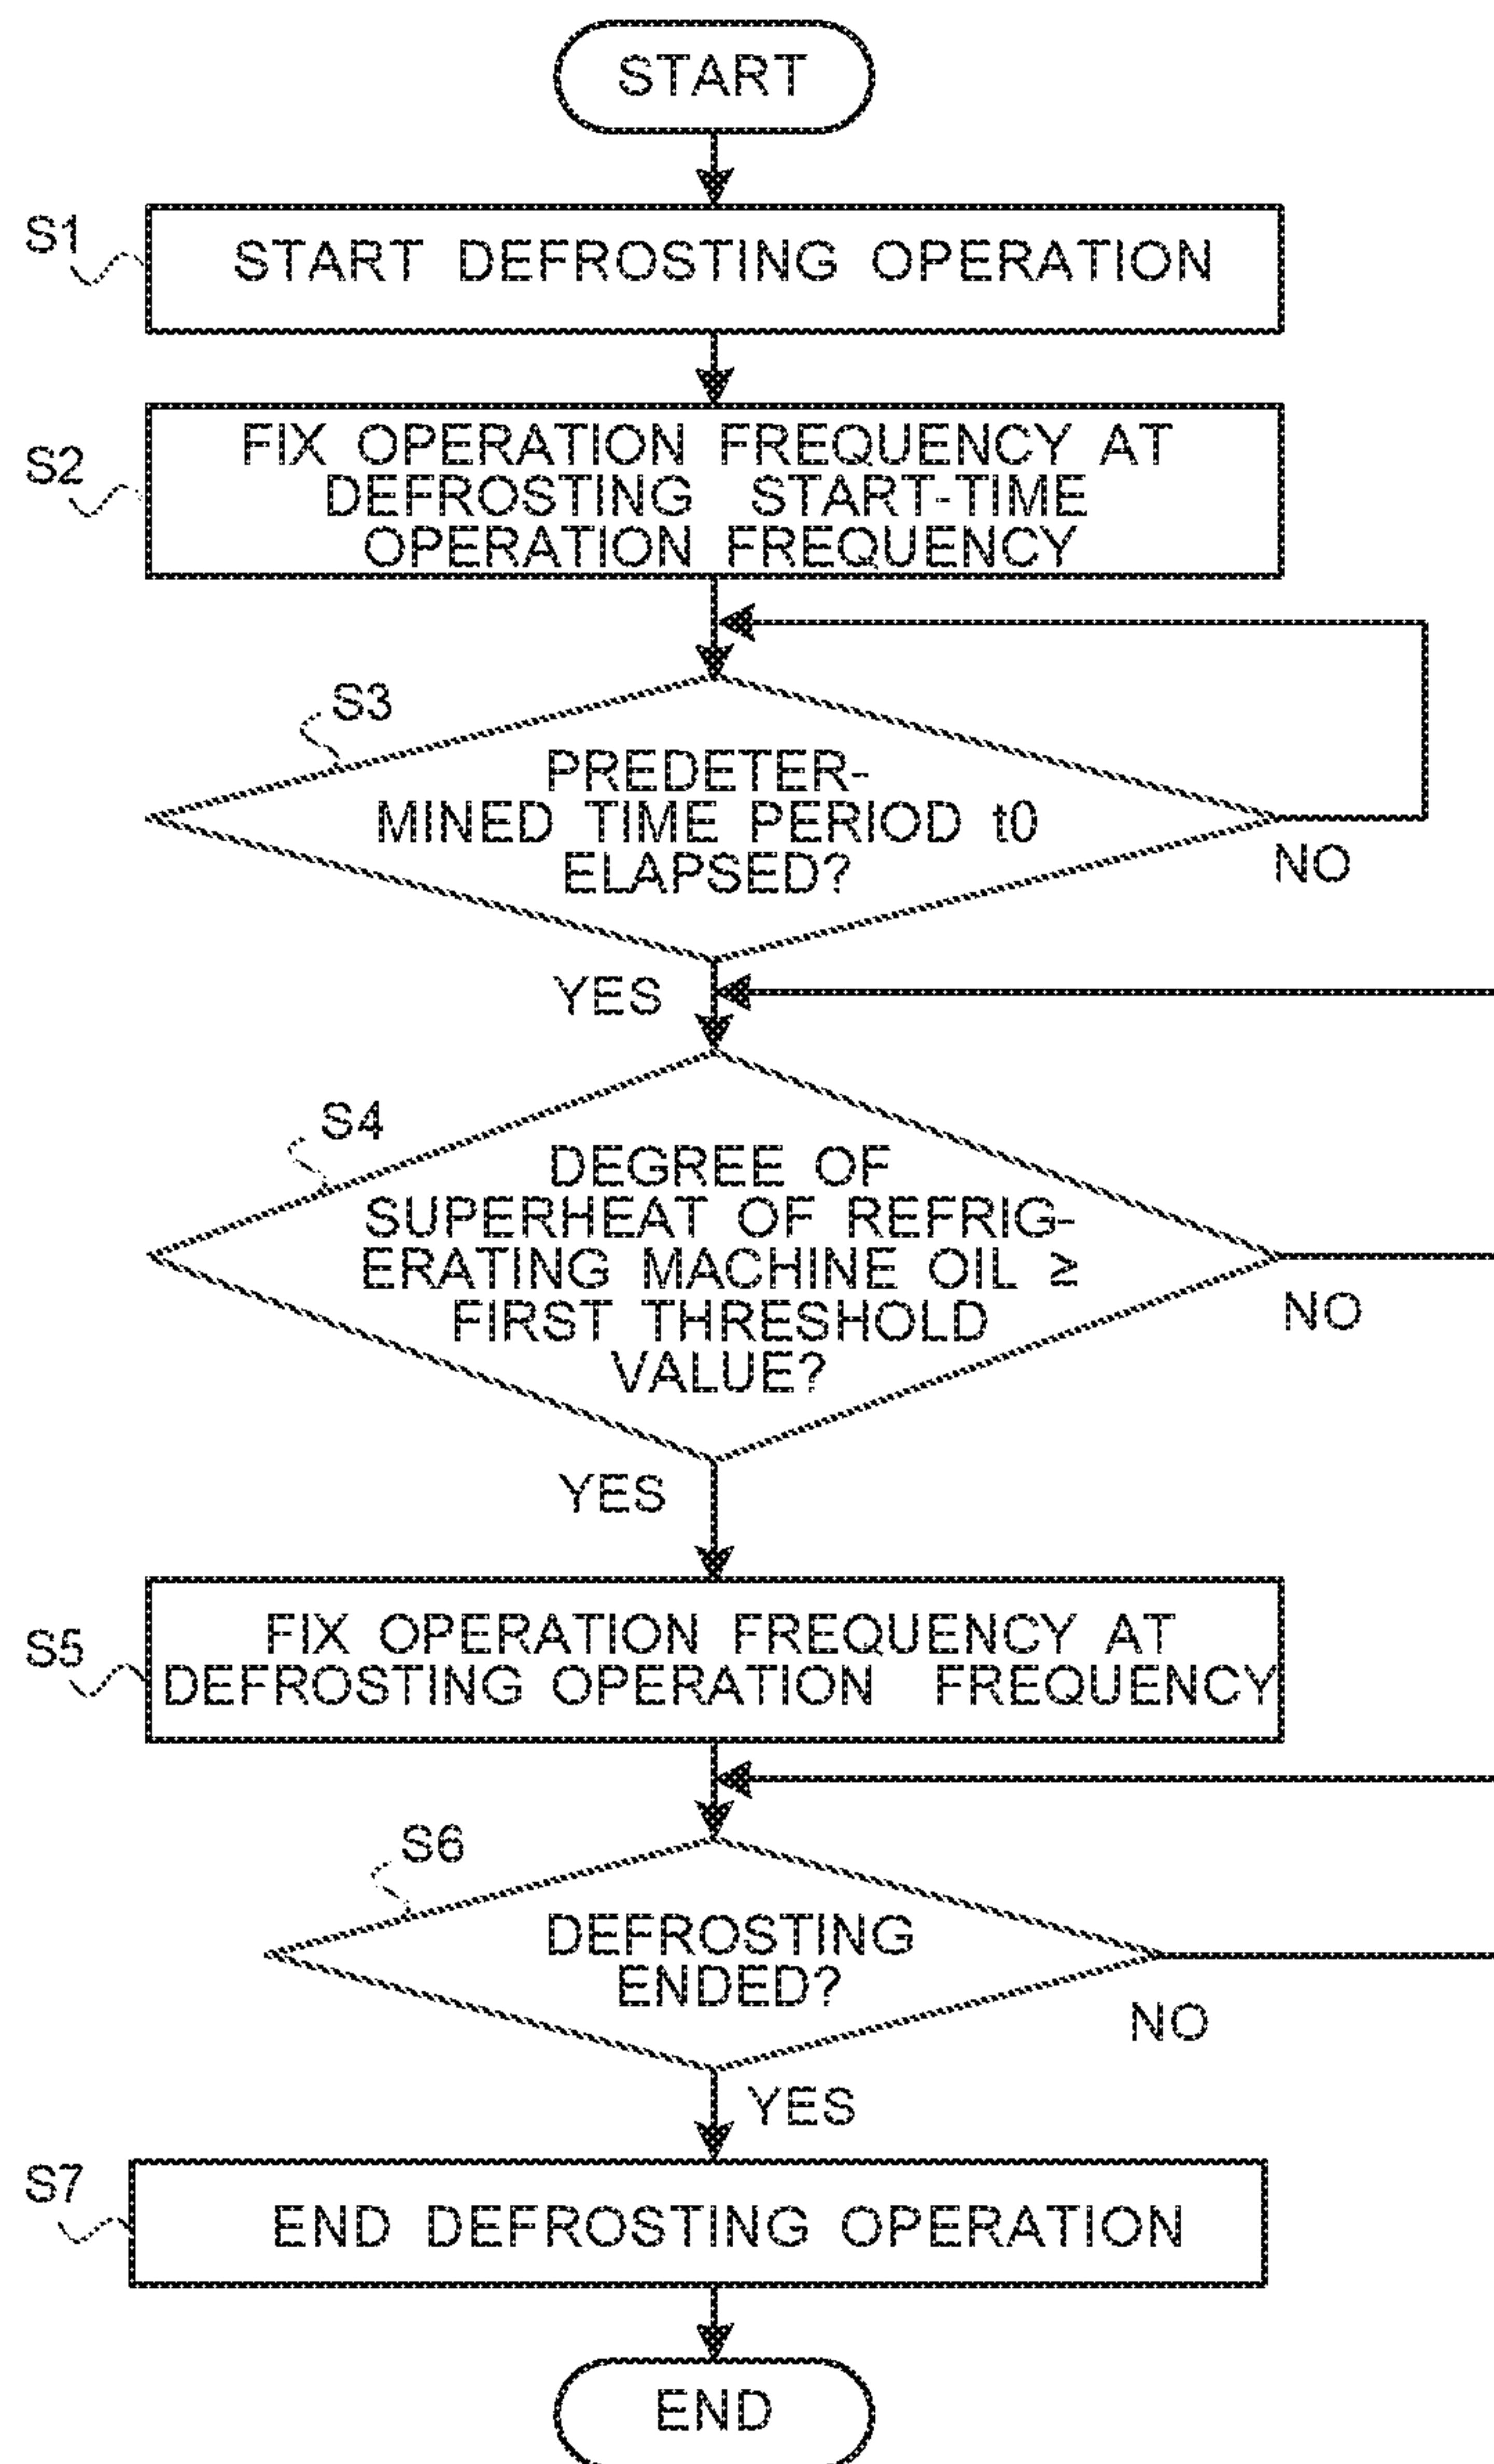 START
S1
START DEFROSTING OPERATION
S2
FIX OPERATION FREQUENCY AT
DEFROSTING START-TIME
OPERATION FREQUENCY
S3
PREDETER-
MINED TIME PERIOD t0
ELAPSED?
NO
YES
S4
DEGREE OF
SUPERHEAT OF REFRIG-
ERATING MACHINE OIL ≥
FIRST THRESHOLD
VALUE?
NO
YES
S5
FIX OPERATION FREQUENCY AT
DEFROSTING OPERATION FREQUENCY
S6
DEFROSTING
ENDED?
NO
YES
S7
END DEFROSTING OPERATION
END